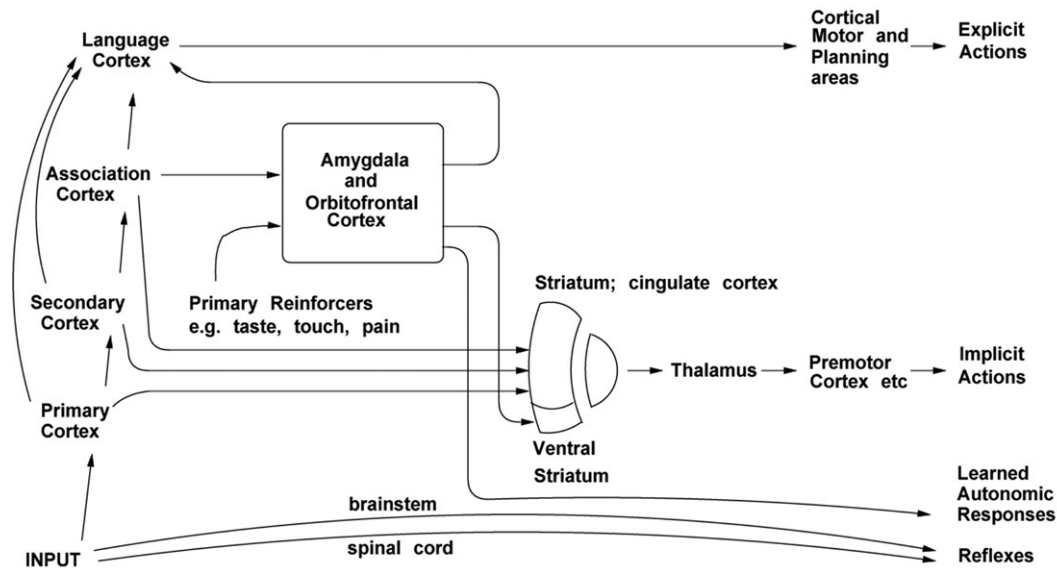 Language
Cortex
Cortical
Motor and
Planning
areas
Explicit
Actions
Association
Cortex
Amygdala
and
Orbitofrontal
Cortex
Secondary
Cortex
Primary Reinforcers
e.g. taste, touch, pain
Striatum; cingulate cortex
Thalamus
Premotor
Cortex etc
Implicit
Actions
Primary
Cortex
Ventral
Striatum
Learned
Autonomic
Responses
brainstem
spinal cord
INPUT
Reflexes